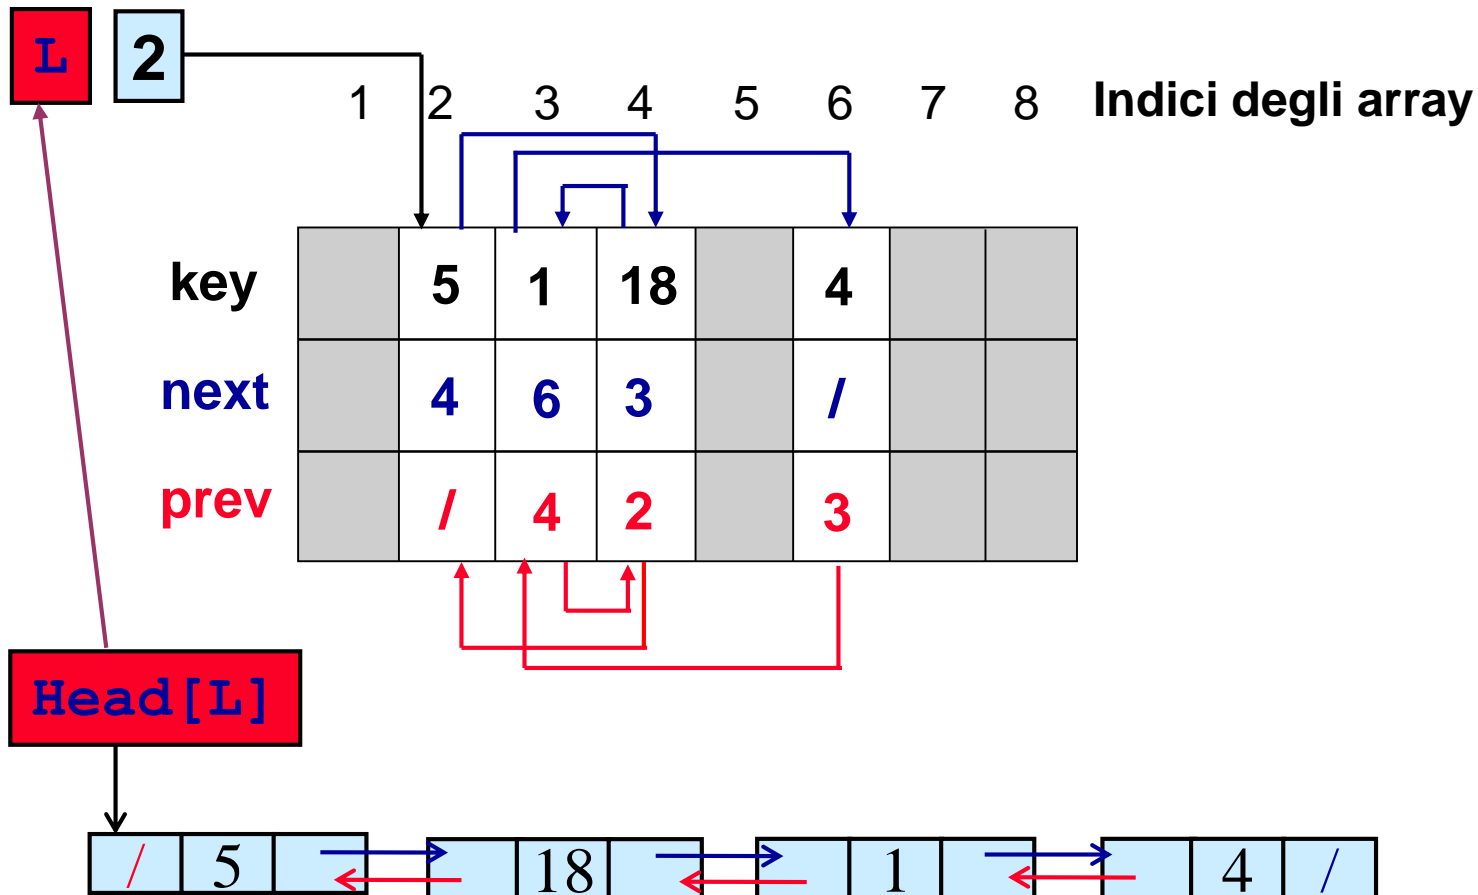 L 2
1 2 3 4 5 6 7 8 Indici degli array
key 5 1 18 4
next 4 6 3 /
prev / 4 2 3
Head[L]
/ 5 18 1 4 /